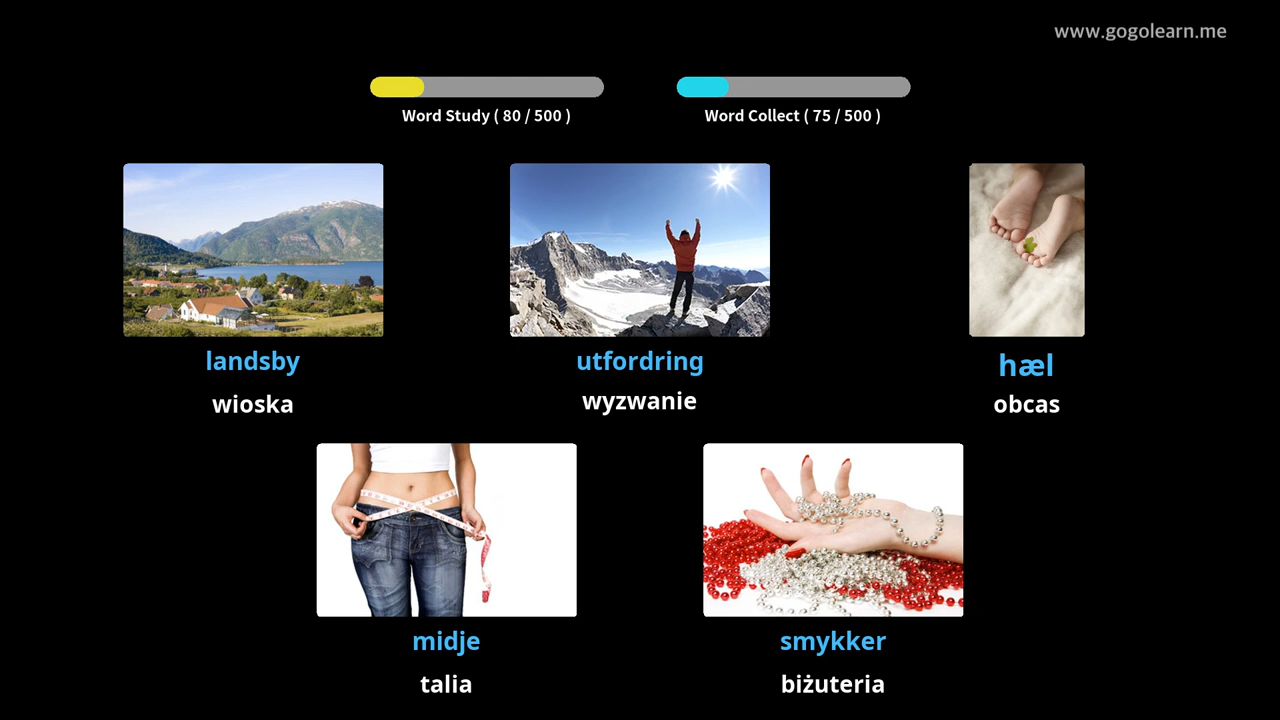 www.gogolearn.me
Word Study ( 80 / 500 )
Word Collect ( 75 / 500 )
landsby
utfordring
hæl
wioska
wyzwanie
obcas
midje
smykker
talia
biżuteria